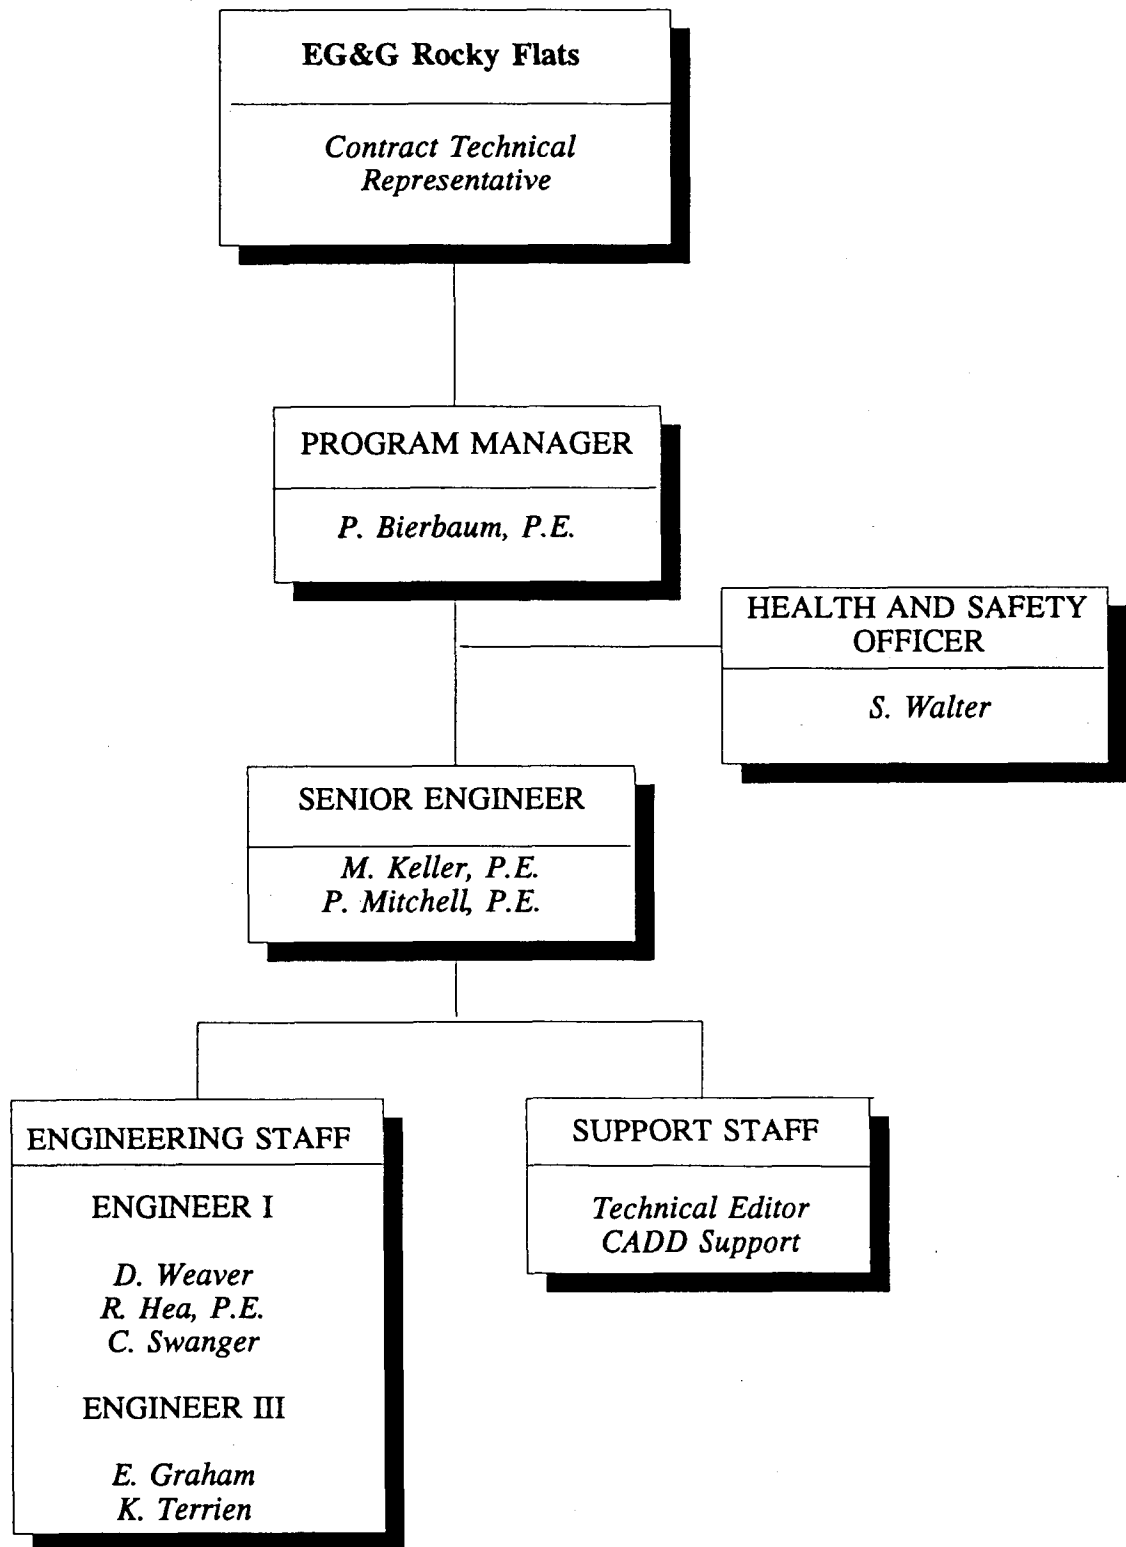 EG&G Rocky Flats
Contract Technical
Representative
PROGRAM MANAGER
P. Bierbaum, P.E.
HEALTH AND SAFETY
OFFICER
S. Walter
SENIOR ENGINEER
M. Keller, P.E.
P. Mitchell, P.E.
ENGINEERING STAFF
ENGINEER I
D. Weaver
R. Hea, P.E.
C. Swanger
ENGINEER III
E. Graham
K. Terrien
SUPPORT STAFF
Technical Editor
CADD Support